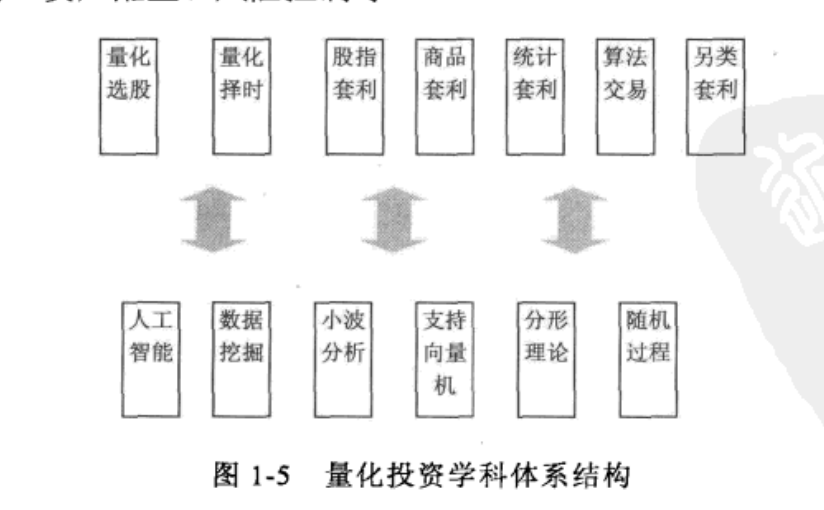 量化 量化 股指 商品 统计 算法 另类
选股 择时 套利 套利 套利 交易 套利
人工 数据 小波 支持 分形 随机
智能 挖掘 分析 向量 理论 过程
机
图 1-5 量化投资学科体系结构